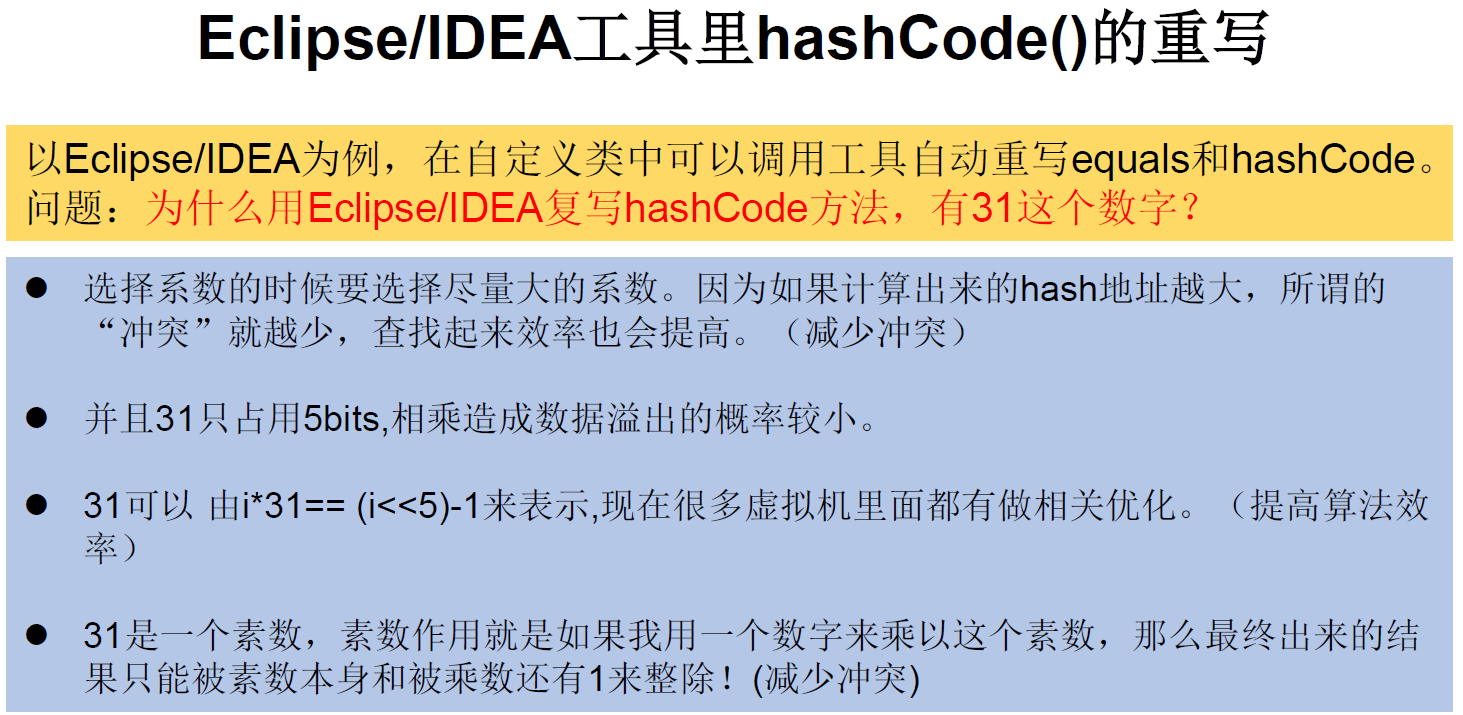 Eclipse/IDEA工具里hashCode()的重写
以Eclipse/IDEA为例，在自定义类中可以调用工具自动重写equals和hashCode。
问题：为什么用Eclipse/IDEA复写hashCode方法，有31这个数字？
● 选择系数的时候要选择尽量大的系数。因为如果计算出来的hash地址越大，所谓的
“冲突”就越少，查找起来效率也会提高。（减少冲突）
● 并且31只占用5bits,相乘造成数据溢出的概率较小。
● 31可以 由i*31== (i<<5)-1来表示,现在很多虚拟机里面都有做相关优化。（提高算法效
率）
● 31是一个素数，素数作用就是如果我用一个数字来乘以这个素数，那么最终出来的结
果只能被素数本身和被乘数还有1来整除！(减少冲突)